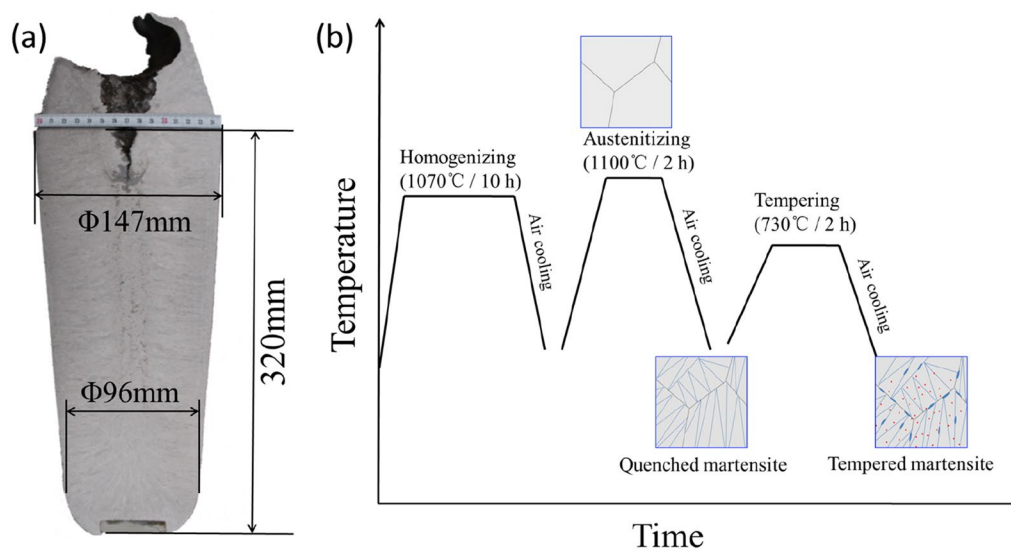 (a)
Φ147mm
320mm
Φ96mm
(b)
Temperature
Homogenizing
(1070℃ / 10 h)
Air cooling
Austenitizing
(1100℃ / 2 h)
Air cooling
Tempering
(730℃ / 2 h)
Air cooling
Quenched martensite
Tempered martensite
Time